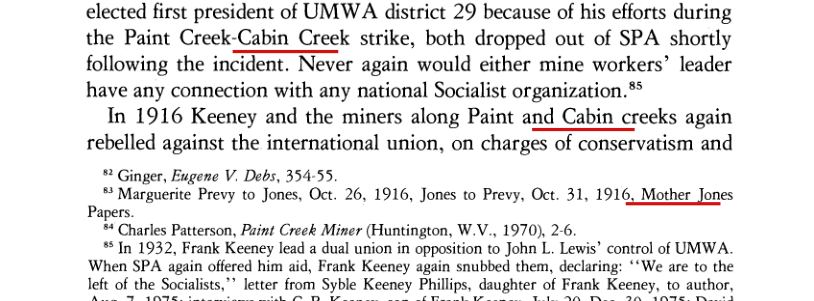 elected first president of UMWA district 29 because of his efforts during
the Paint Creek-Cabin Creek strike, both dropped out of SPA shortly
following the incident. Never again would either mine workers' leader
have any connection with any national Socialist organization.⁸⁵
In 1916 Keeney and the miners along Paint and Cabin creeks again
rebelled against the international union, on charges of conservatism and
⁸² Ginger, Eugene V. Debs, 354-55.
⁸³ Marguerite Prevy to Jones, Oct. 26, 1916, Jones to Prevy, Oct. 31, 1916, Mother Jones
Papers.
⁸⁴ Charles Patterson, Paint Creek Miner (Huntington, W.V., 1970), 2-6.
⁸⁵ In 1932, Frank Keeney lead a dual union in opposition to John L. Lewis' control of UMWA.
When SPA again offered him aid, Frank Keeney again snubbed them, declaring: "We are to the
left of the Socialists," letter from Syble Keeney Phillips, daughter of Frank Keeney, to author,